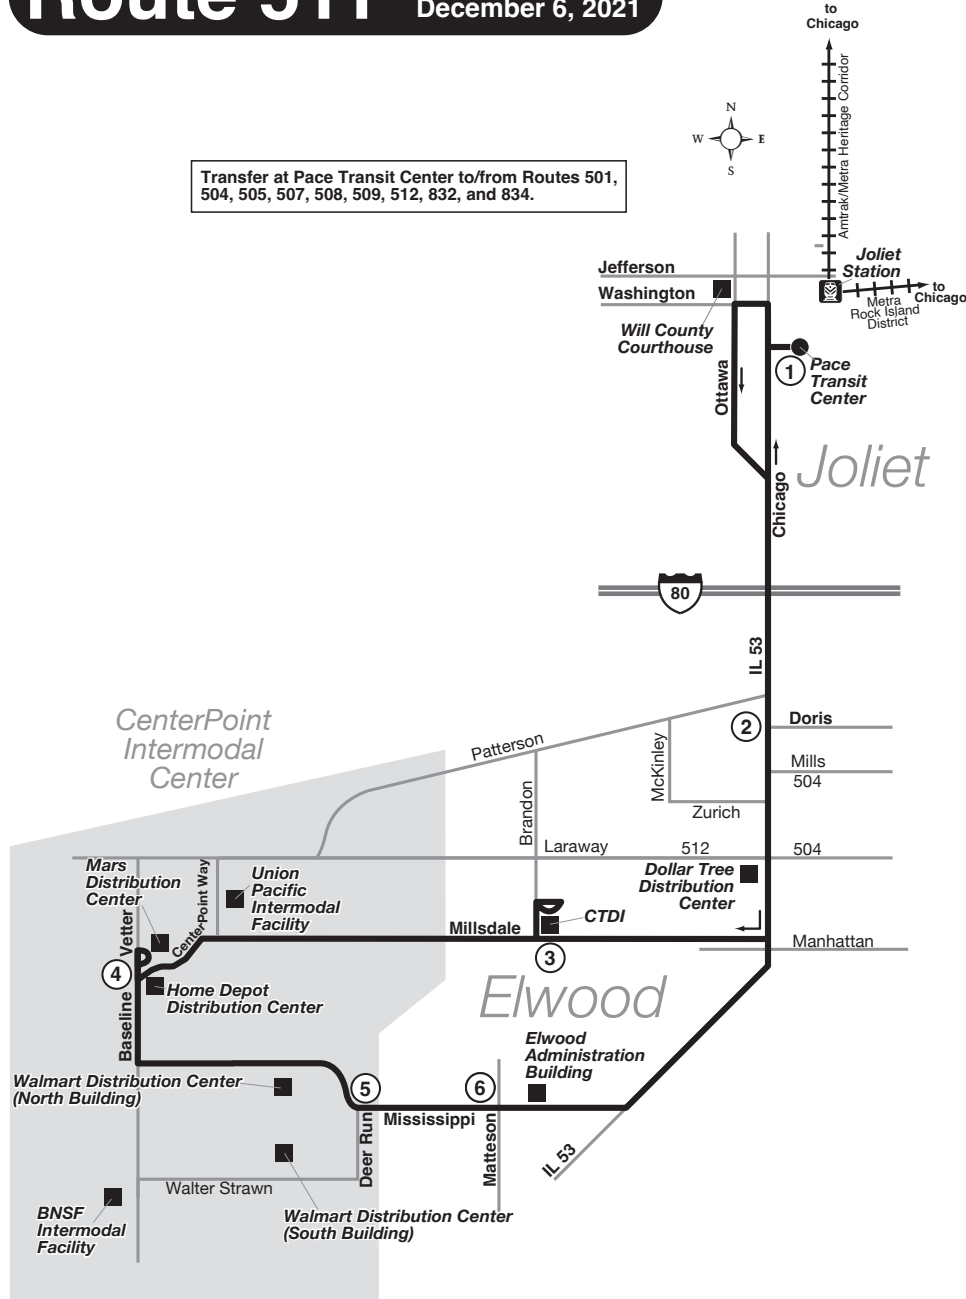 Route 511
December 6, 2021
to
Chicago
Amtrak/Metra Heritage Corridor
N
W
E
S
Transfer at Pace Transit Center to/from Routes 501,
504, 505, 507, 508, 509, 512, 832, and 834.
Jefferson
Joliet
Station
Washington
to
Chicago
Metra
Rock Island
District
Will County
Courthouse
Ottawa
1
Pace
Transit
Center
Joliet
Chicago
80
IL 53
CenterPoint
Intermodal
Center
2
Doris
Patterson
McKinley
Mills
504
Brandon
Zurich
Laraway
512
504
Mars
Distribution
Center
CenterPoint Way
Union
Pacific
Intermodal
Facility
Dollar Tree
Distribution
Center
Vetter
Millsdale
CTDI
Manhattan
3
4
Home Depot
Distribution Center
Elwood
Baseline
Elwood
Administration
Building
Walmart Distribution Center
(North Building)
5
6
Mississippi
Deer Run
Matteson
IL 53
Walter Strawn
BNSF
Intermodal
Facility
Walmart Distribution Center
(South Building)